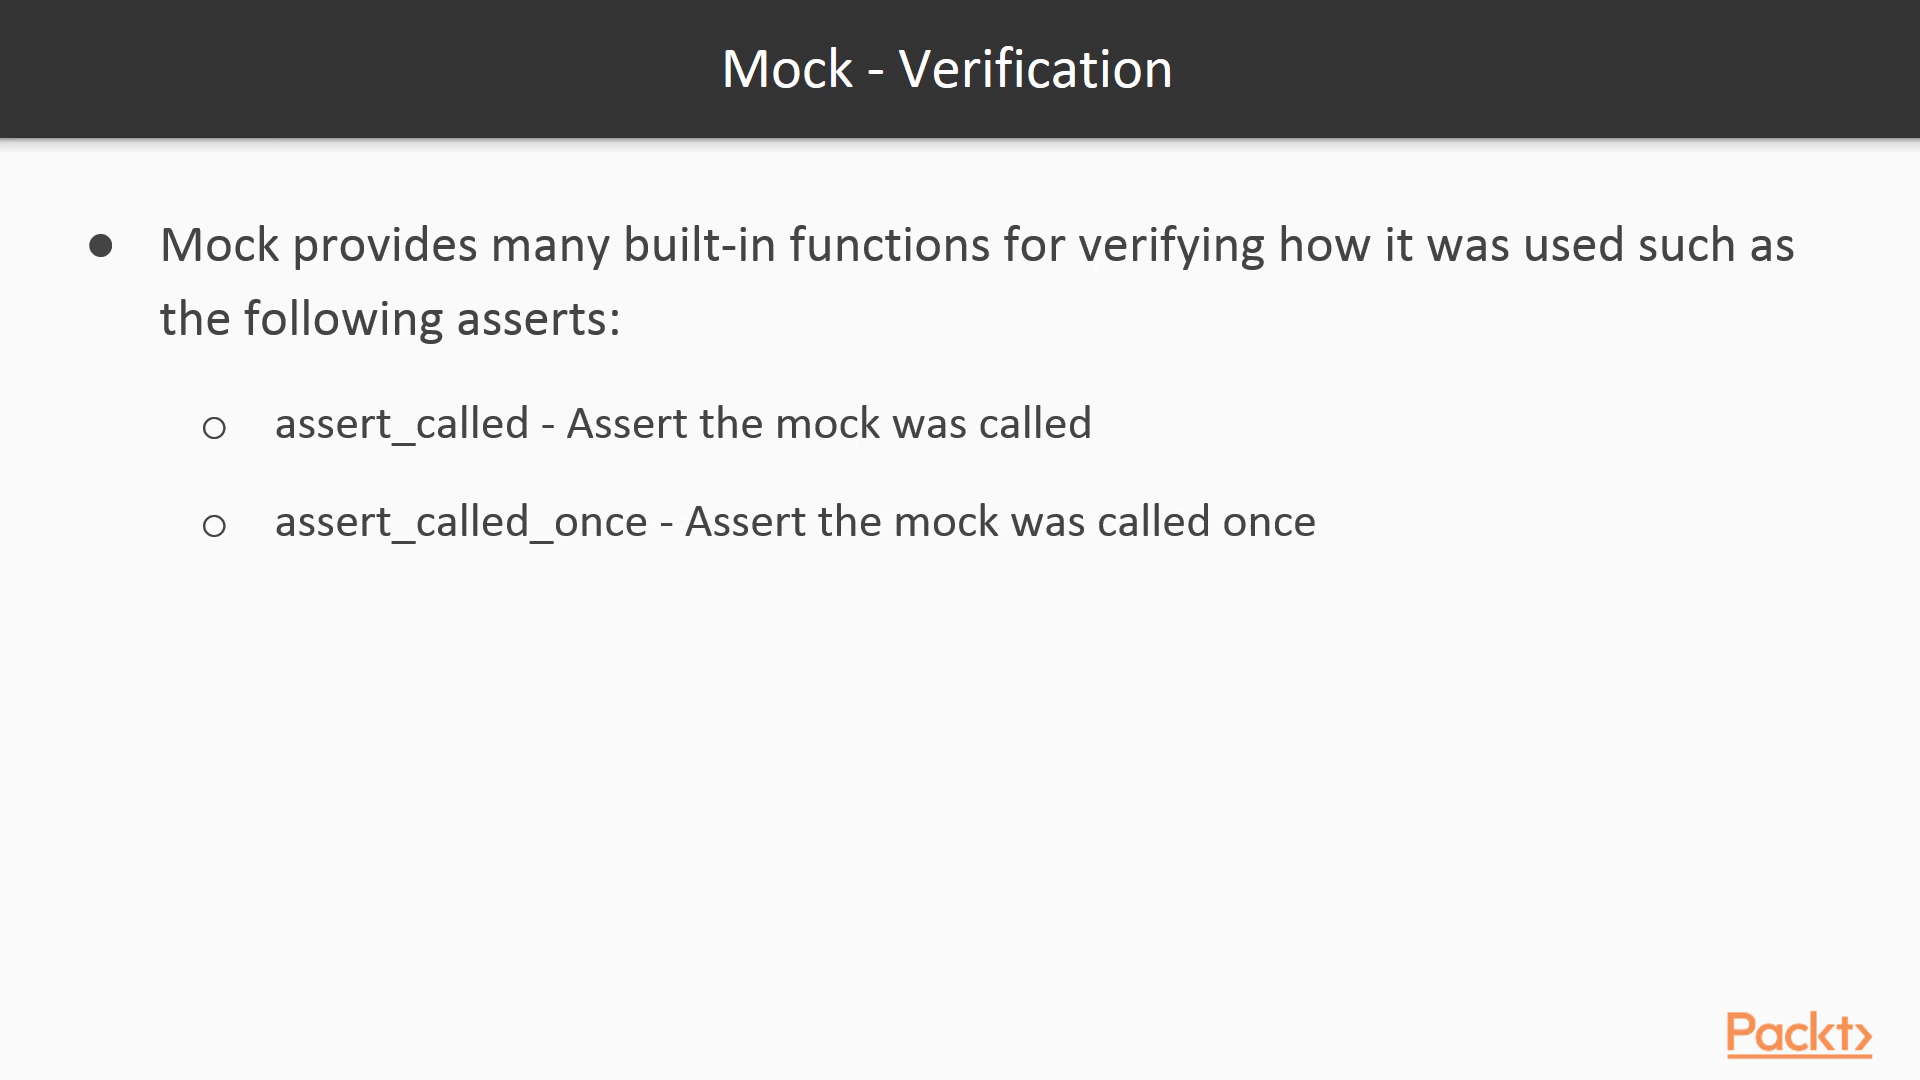 Mock - Verification
● Mock provides many built-in functions for verifying how it was used such as
the following asserts:
○ assert_called - Assert the mock was called
○ assert_called_once - Assert the mock was called once
Packt